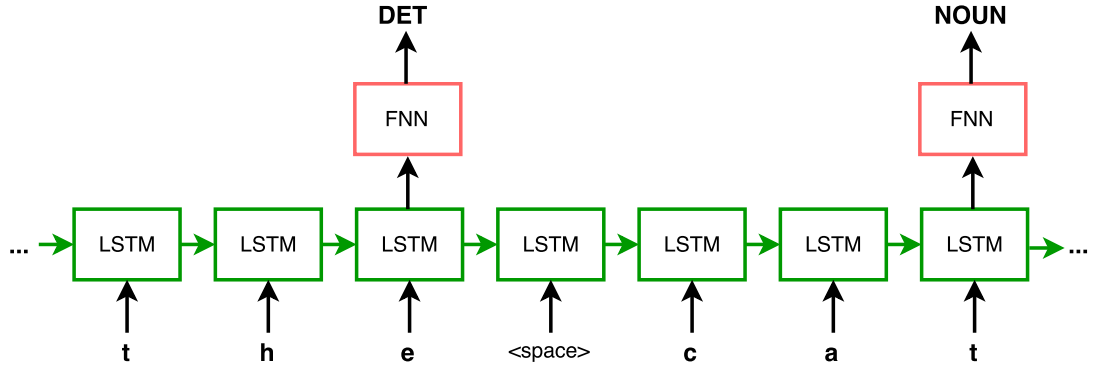 DET NOUN
FNN FNN
... LSTM LSTM LSTM LSTM LSTM LSTM LSTM ...
t h e <space> c a t